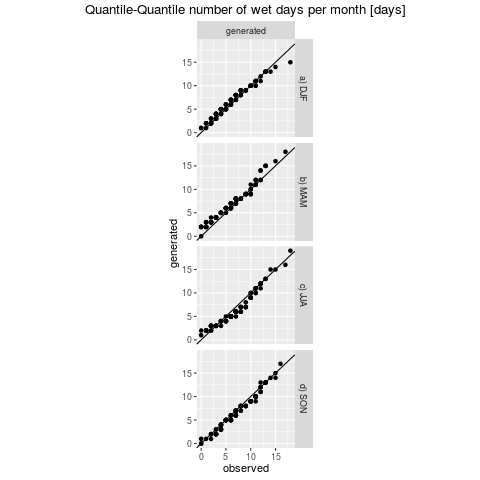 Quantile-Quantile number of wet days per month [days]
generated
15
10
5
0
a) DJF
15
10
5
0
b) MAM
generated
15
10
5
0
c) JJA
15
10
5
0
d) SON
0 5 10 15
observed